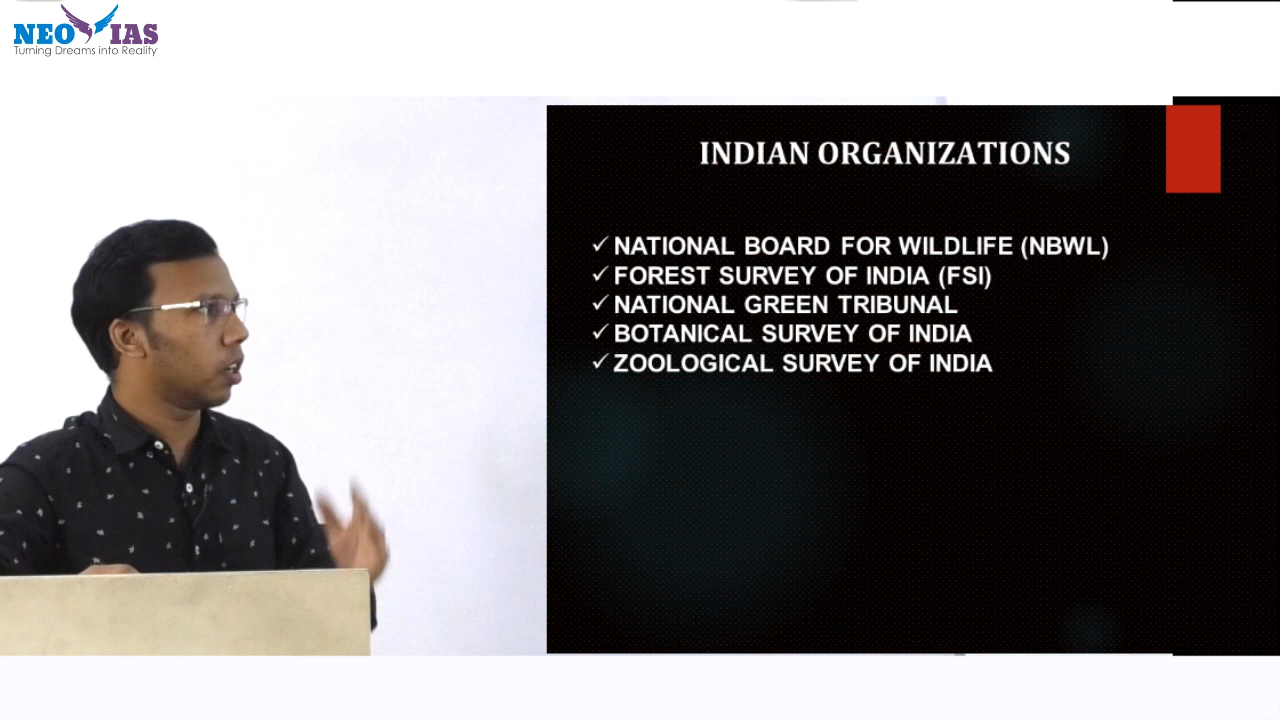 NEO IAS
Turning Dreams into Reality
INDIAN ORGANIZATIONS
✓ NATIONAL BOARD FOR WILDLIFE (NBWL)
✓ FOREST SURVEY OF INDIA (FSI)
✓ NATIONAL GREEN TRIBUNAL
✓ BOTANICAL SURVEY OF INDIA
✓ ZOOLOGICAL SURVEY OF INDIA